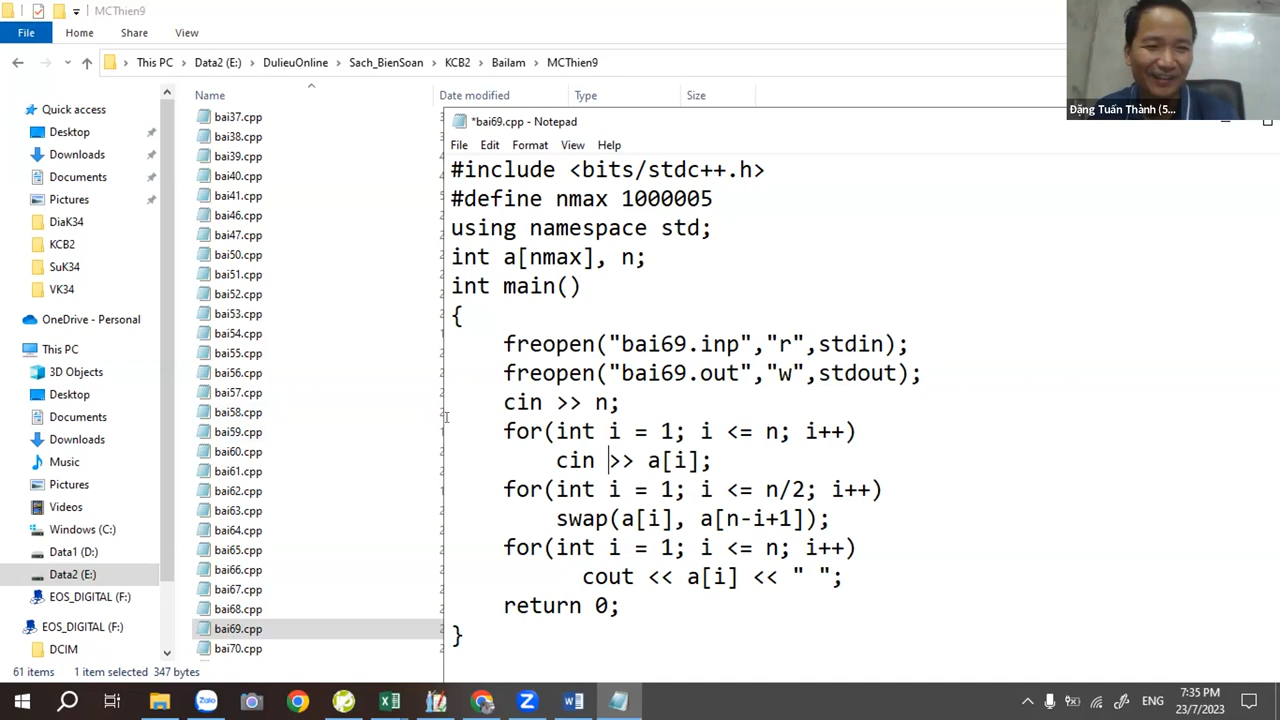 MCThien9
File
Home
Share
View
This PC
Data2 (E:)
DulieuOnline
Sach_BienSoan
KCB2
Bailam
MCThien9
Đặng Tuấn Thành (5...
Quick access
Desktop
Downloads
Documents
Pictures
DiaK34
KCB2
SuK34
VK34
OneDrive - Personal
This PC
3D Objects
Desktop
Documents
Downloads
Music
Pictures
Videos
Windows (C:)
Data1 (D:)
Data2 (E:)
EOS_DIGITAL (F:)
EOS_DIGITAL (F:)
DCIM
Name
Date modified
Type
Size
bai37.cpp
bai38.cpp
bai39.cpp
bai40.cpp
bai41.cpp
bai46.cpp
bai47.cpp
bai50.cpp
bai51.cpp
bai52.cpp
bai53.cpp
bai54.cpp
bai55.cpp
bai56.cpp
bai57.cpp
bai58.cpp
bai59.cpp
bai60.cpp
bai61.cpp
bai62.cpp
bai63.cpp
bai64.cpp
bai65.cpp
bai66.cpp
bai67.cpp
bai68.cpp
bai69.cpp
bai70.cpp
*bai69.cpp - Notepad
File Edit Format View Help
#include <bits/stdc++.h>
#define nmax 1000005
using namespace std;
int a[nmax], n;
int main()
{
freopen("bai69.inp","r",stdin);
freopen("bai69.out","w",stdout);
cin >> n;
for(int i = 1; i <= n; i++)
cin >> a[i];
for(int i = 1; i <= n/2; i++)
swap(a[i], a[n-i+1]);
for(int i = 1; i <= n; i++)
cout << a[i] << " ";
return 0;
}
61 items
1 item selected 347 bytes
ENG
7:35 PM
23/7/2023